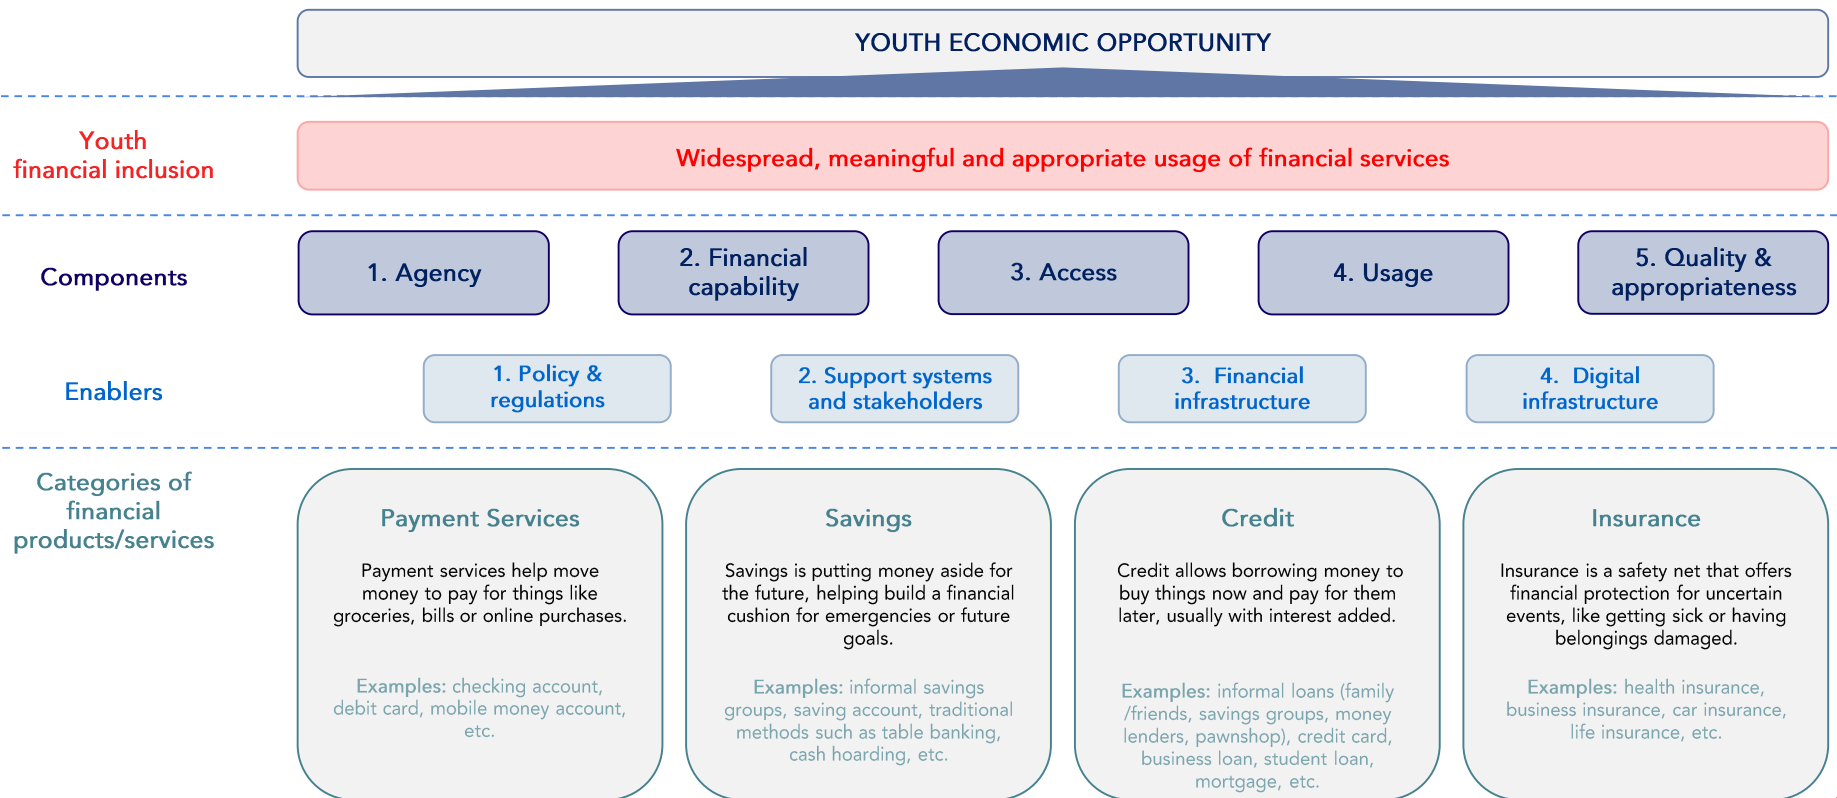 YOUTH ECONOMIC OPPORTUNITY
Youth
financial inclusion
Widespread, meaningful and appropriate usage of financial services
Components
1. Agency
2. Financial
capability
3. Access
4. Usage
5. Quality &
appropriateness
Enablers
1. Policy &
regulations
2. Support systems
and stakeholders
3.  Financial
infrastructure
4.  Digital
infrastructure
Categories of
financial
products/services
Payment Services
Payment services help move
money to pay for things like
groceries, bills or online purchases.
Examples: checking account,
debit card, mobile money account,
etc.
Savings
Savings is putting money aside for
the future, helping build a financial
cushion for emergencies or future
goals.
Examples: informal savings
groups, saving account, traditional
methods such as table banking,
cash hoarding, etc.
Credit
Credit allows borrowing money to
buy things now and pay for them
later, usually with interest added.
Examples: informal loans (family
/friends, savings groups, money
lenders, pawnshop), credit card,
business loan, student loan,
mortgage, etc.
Insurance
Insurance is a safety net that offers
financial protection for uncertain
events, like getting sick or having
belongings damaged.
Examples: health insurance,
business insurance, car insurance,
life insurance, etc.